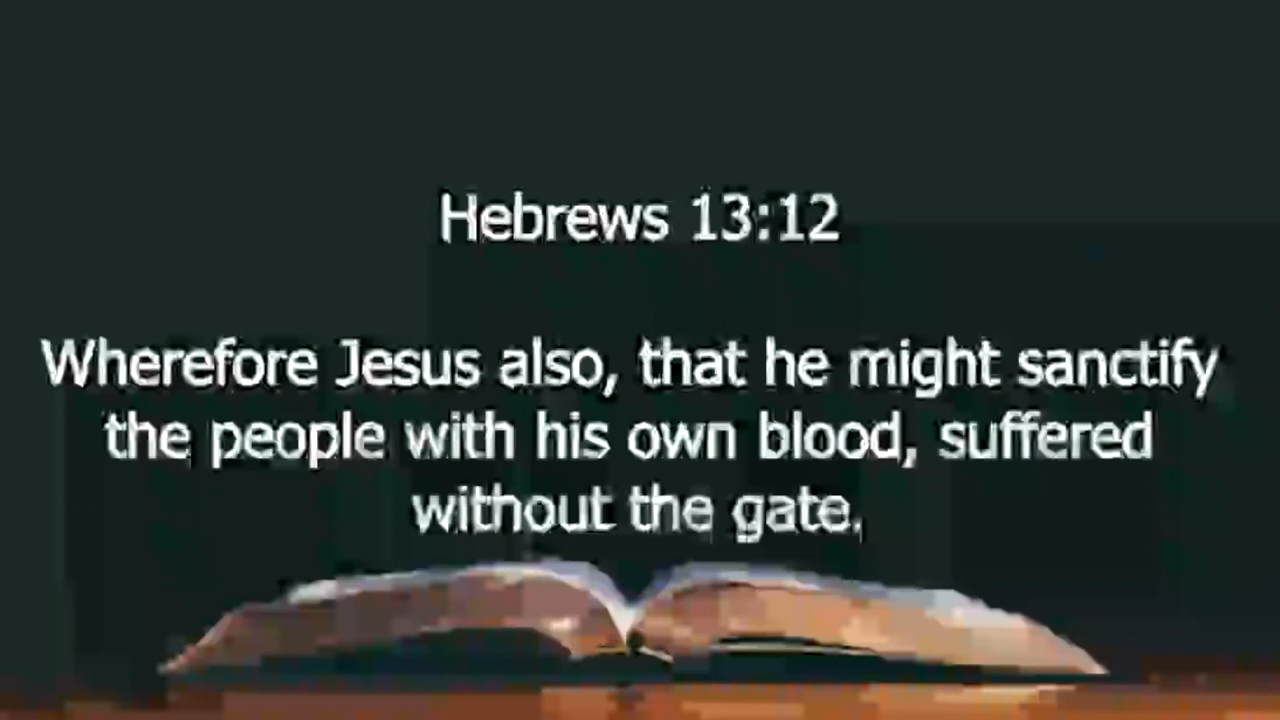 Hebrews 13:12
Wherefore Jesus also, that he might sanctify
the people with his own blood, suffered
without the gate.